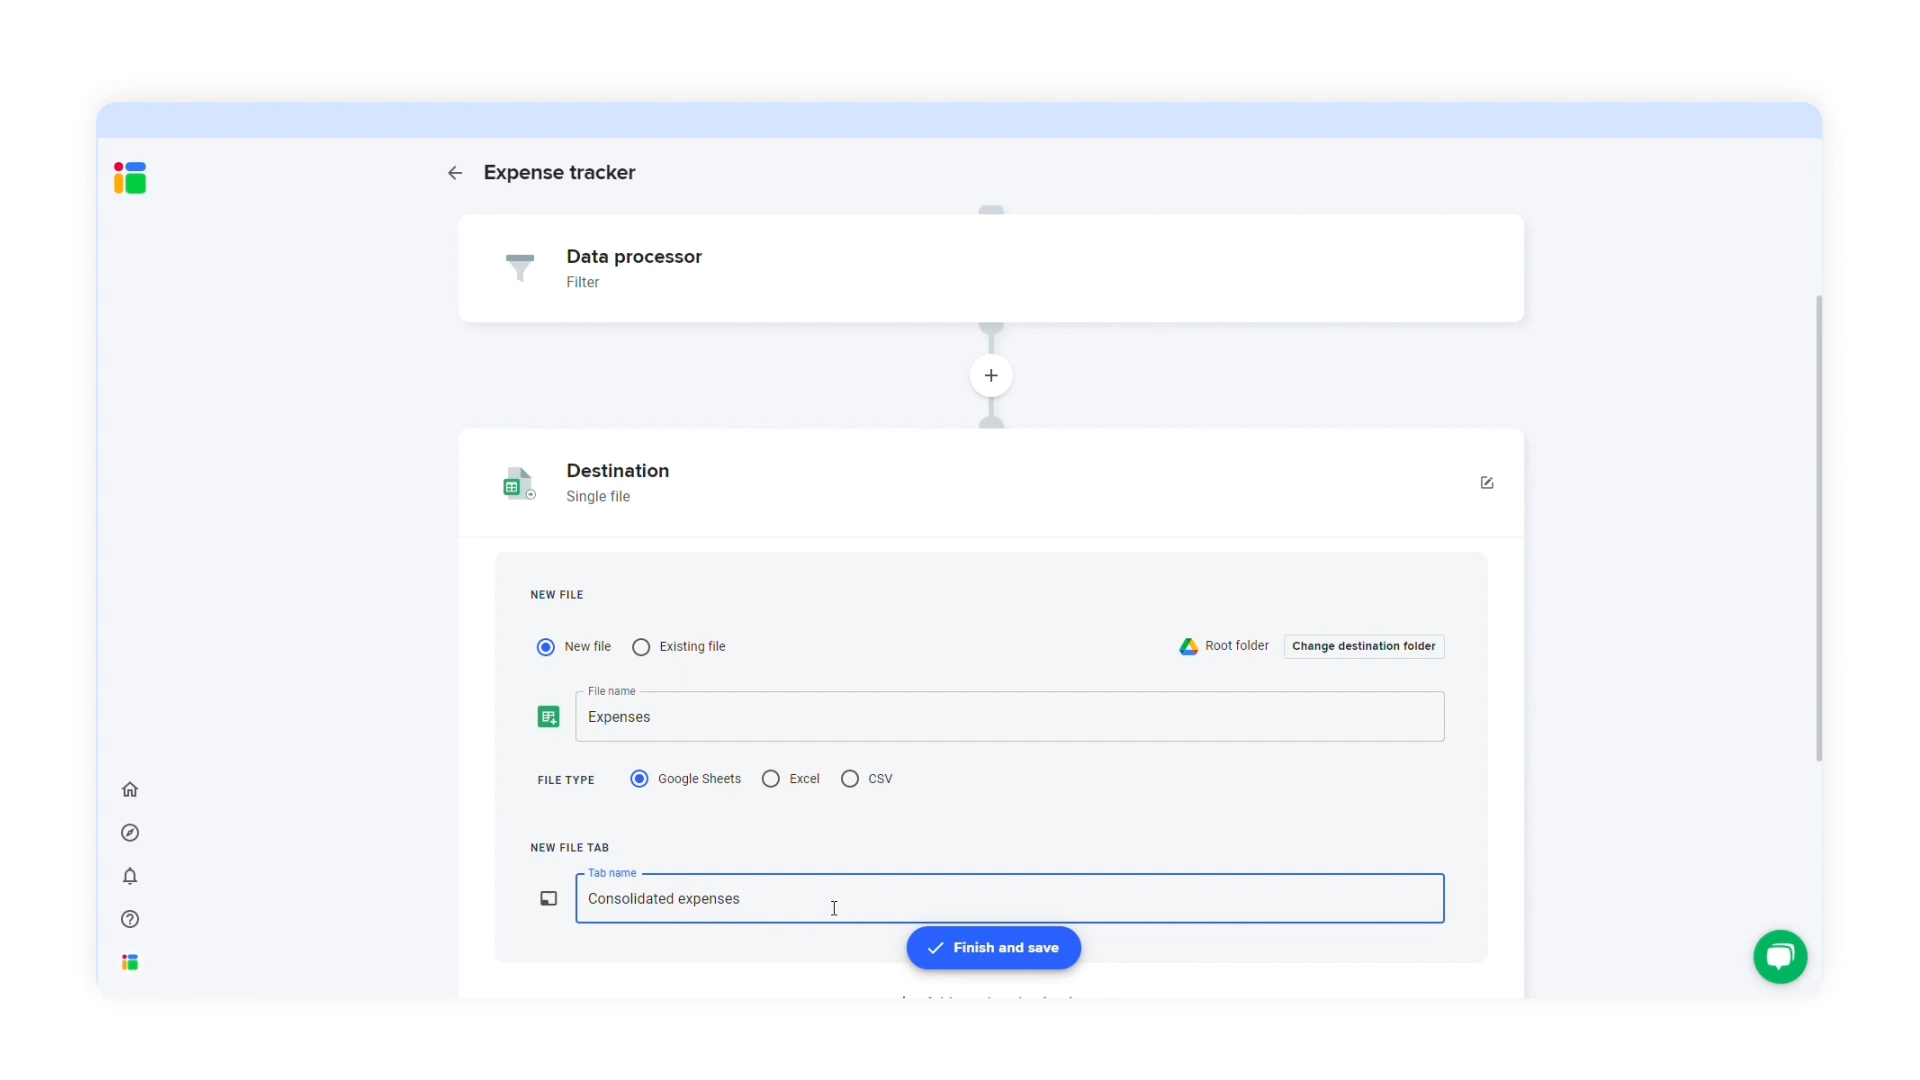 Expense tracker
Data processor
Filter
Destination
Single file
NEW FILE
New file Existing file Root folder Change destination folder
File name
Expenses
FILE TYPE Google Sheets Excel CSV
NEW FILE TAB
Tab name
Consolidated expenses
Finish and save